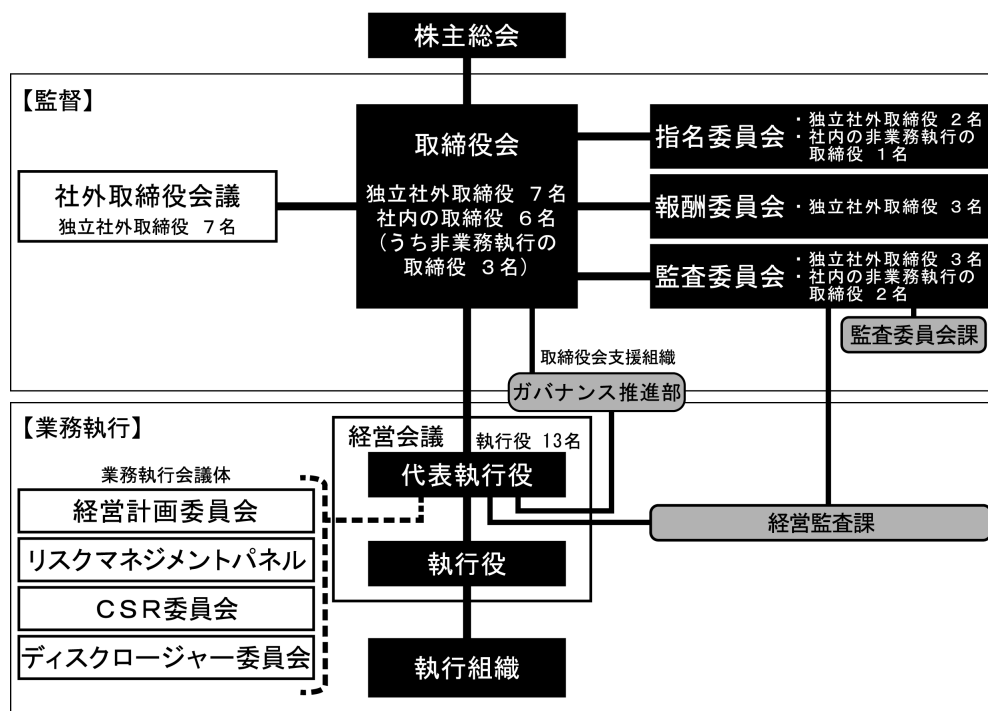 株主総会
【監督】
取締役会
独立社外取締役 7名
社内の取締役 6名
(うち非業務執行の
取締役 3名)
社外取締役会議
独立社外取締役 7名
指名委員会
・独立社外取締役 2名
・社内の非業務執行の
取締役 1名
報酬委員会
・独立社外取締役 3名
監査委員会
・独立社外取締役 3名
・社内の非業務執行の
取締役 2名
監査委員会課
取締役会支援組織
ガバナンス推進部
【業務執行】
経営会議
執行役 13名
代表執行役
業務執行会議体
経営計画委員会
リスクマネジメントパネル
CSR委員会
ディスクロージャー委員会
経営監査課
執行役
執行組織